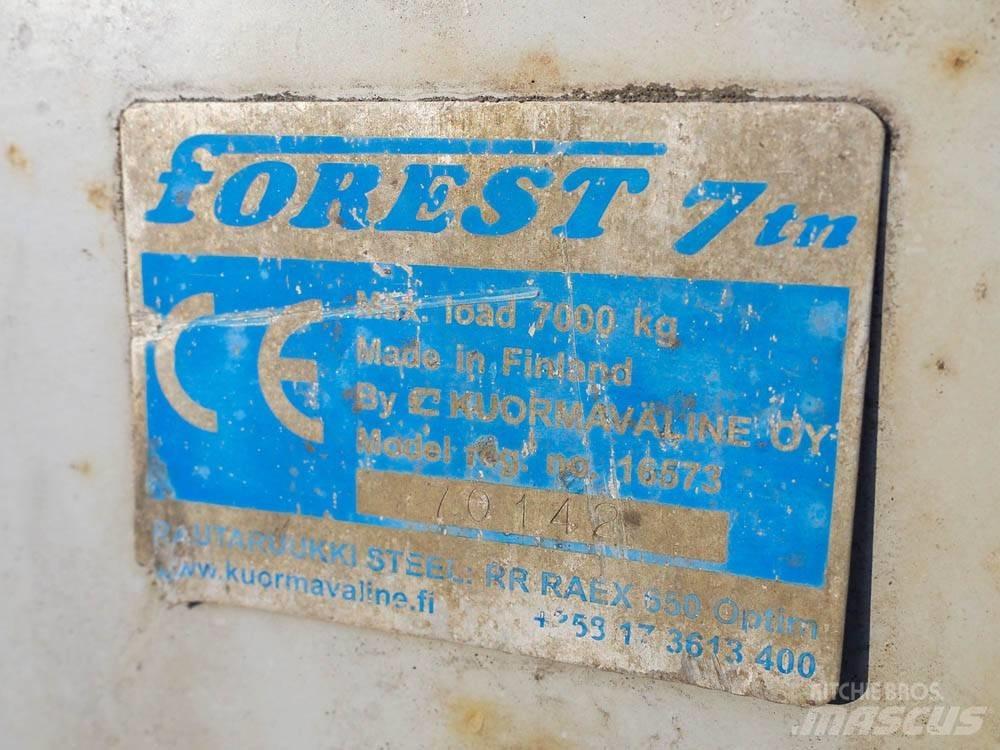 fOREST 7tn
CE
Max. load 7000 kg
Made in Finland
By KUORMAVÄLINE OY
Model reg. no. 16573
70142
RAUTARUUKKI STEEL: RR RAEX 650 Optim
www.kuormavaline.fi
+358 17 3613 400
RITCHIE BROS.
MASCUS